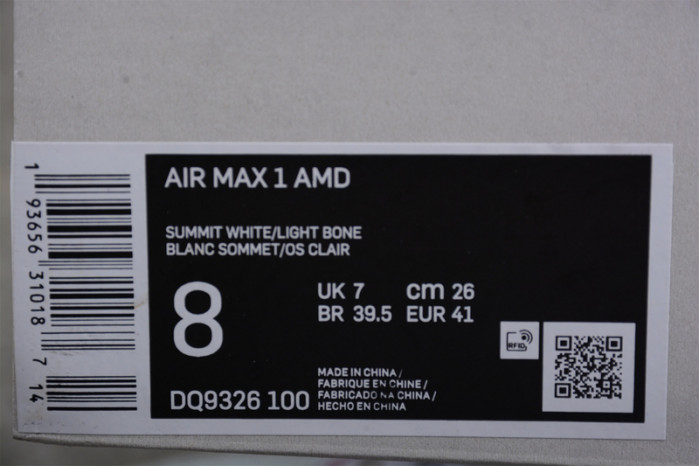 1 93656 31018 7 14
AIR MAX 1 AMD
SUMMIT WHITE/LIGHT BONE
BLANC SOMMET/OS CLAIR
8
UK 7 cm 26
BR 39.5 EUR 41
RFID
DQ9326 100
MADE IN CHINA /
FABRIQUE EN CHINE /
FABRICADO NA CHINA /
HECHO EN CHINA